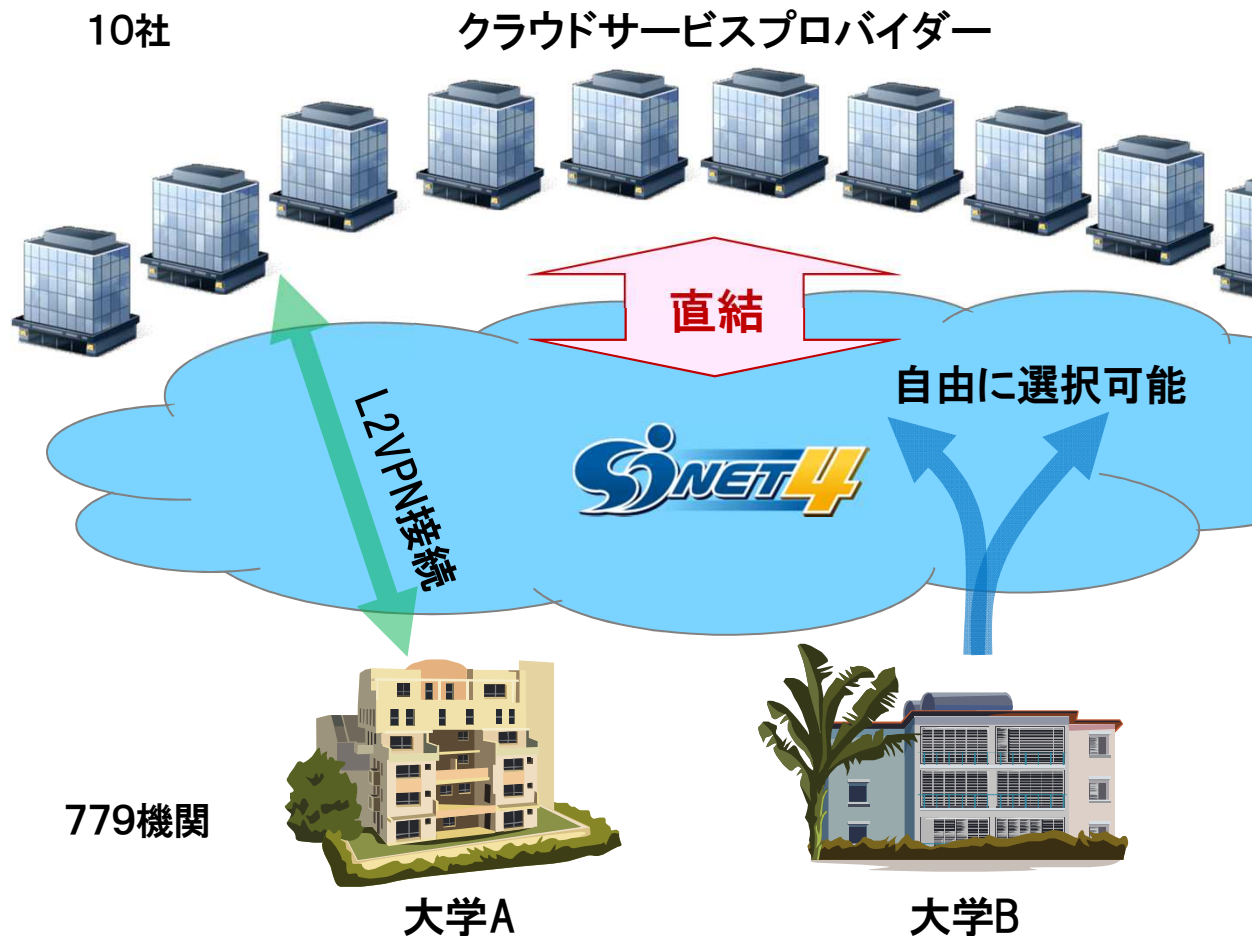 10社
クラウドサービスプロバイダー
直結
自由に選択可能
L2VPN接続
SINET4
779機関
大学A
大学B